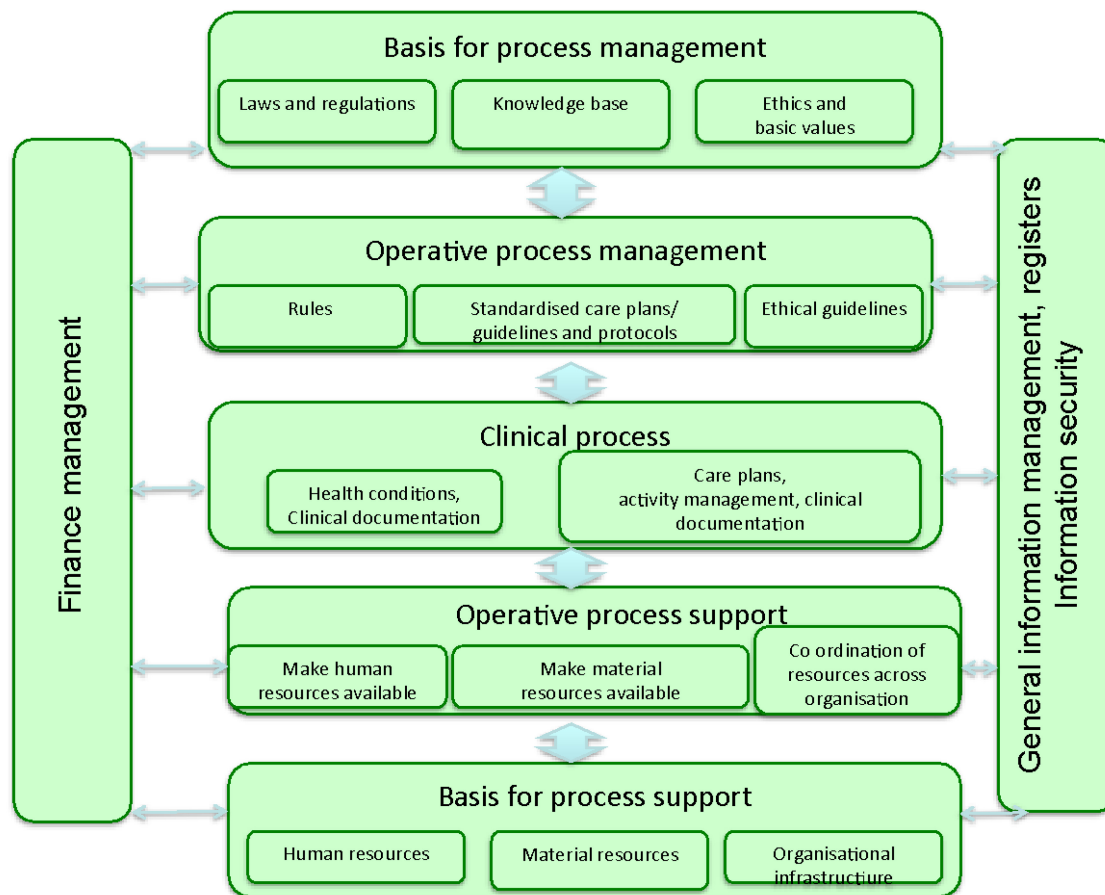 Basis for process management
Laws and regulations
Knowledge base
Ethics and
basic values
Operative process management
Rules
Standardised care plans/
guidelines and protocols
Ethical guidelines
Clinical process
Health conditions,
Clinical documentation
Care plans,
activity management, clinical
documentation
Operative process support
Make human
resources available
Make material
resources available
Co ordination of
resources across
organisation
Basis for process support
Human resources
Material resources
Organisational
infrastructiure
Finance management
General information management, registers
Information security